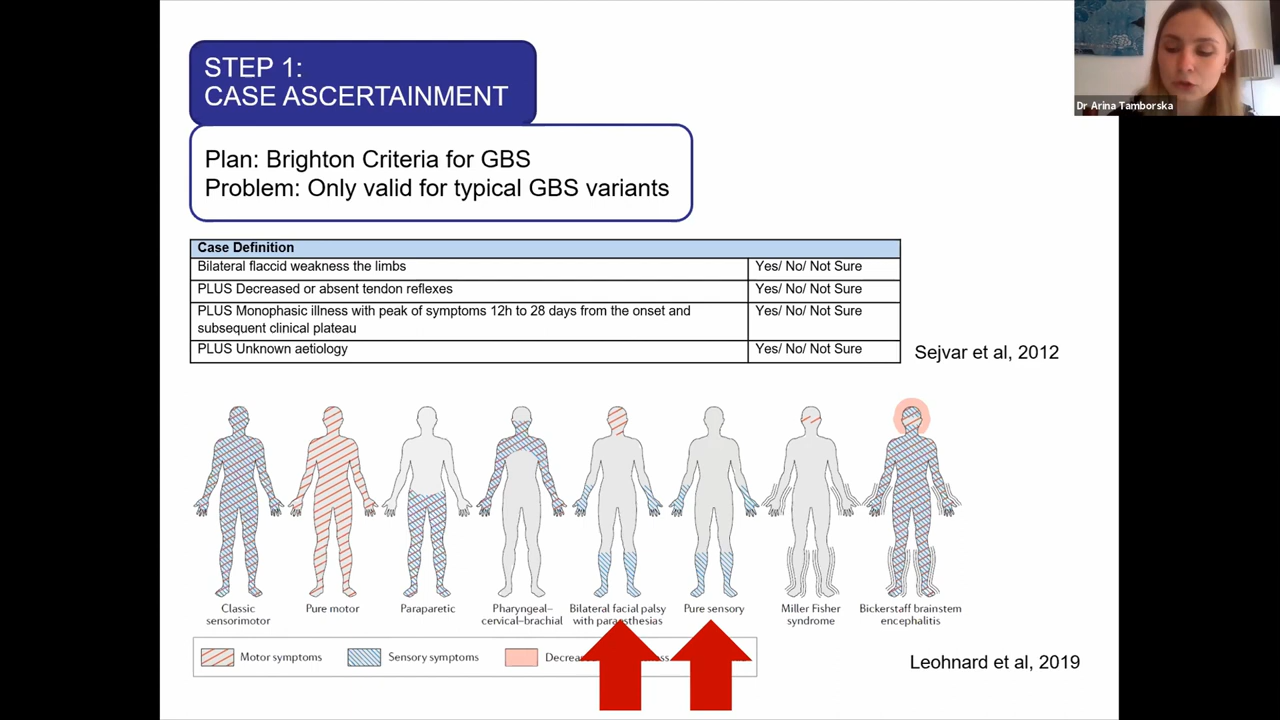 STEP 1:
CASE ASCERTAINMENT
Plan: Brighton Criteria for GBS
Problem: Only valid for typical GBS variants
Dr Arina Tamborska
Case Definition
Bilateral flaccid weakness the limbs
Yes/ No/ Not Sure
PLUS Decreased or absent tendon reflexes
Yes/ No/ Not Sure
PLUS Monophasic illness with peak of symptoms 12h to 28 days from the onset and
subsequent clinical plateau
Yes/ No/ Not Sure
PLUS Unknown aetiology
Yes/ No/ Not Sure
Sejvar et al, 2012
Classic
sensorimotor
Pure motor
Paraparetic
Pharyngeal–
cervical–brachial
Bilateral facial palsy
with paraesthesias
Pure sensory
Miller Fisher
syndrome
Bickerstaff brainstem
encephalitis
Motor symptoms
Sensory symptoms
Leohnard et al, 2019